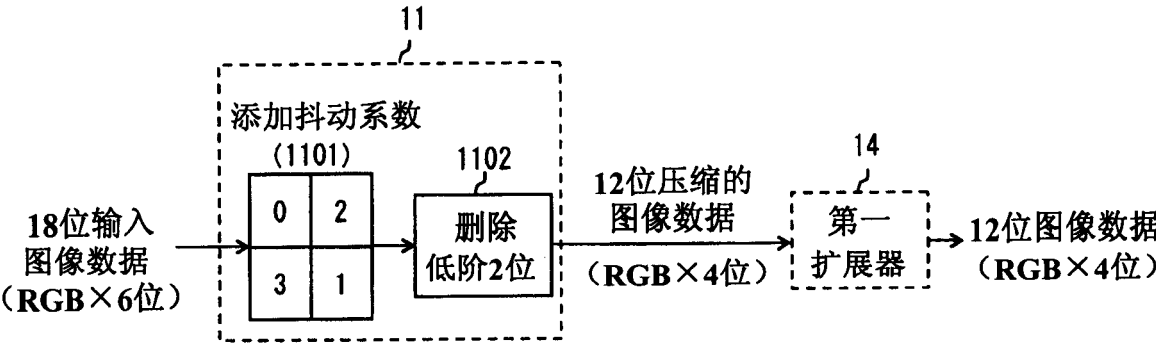 11
添加抖动系数
(1101)
0 2
3 1
1102
删除
低阶2位
18位输入
图像数据
（RGB×6位）
12位压缩的
图像数据
（RGB×4位）
14
第一
扩展器
12位图像数据
（RGB×4位）